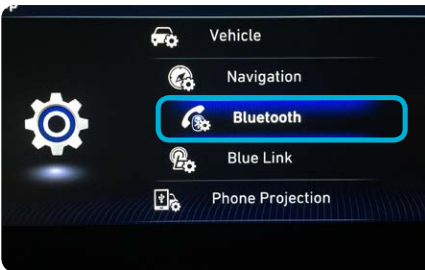 Vehicle
Navigation
Bluetooth
Blue Link
Phone Projection